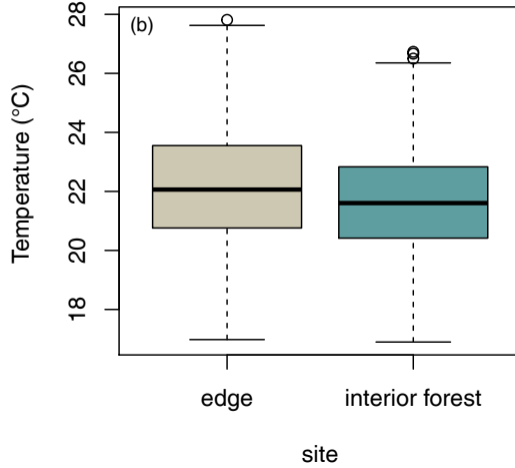 (b)
Temperature (°C)
28
26
24
22
20
18
edge
interior forest
site